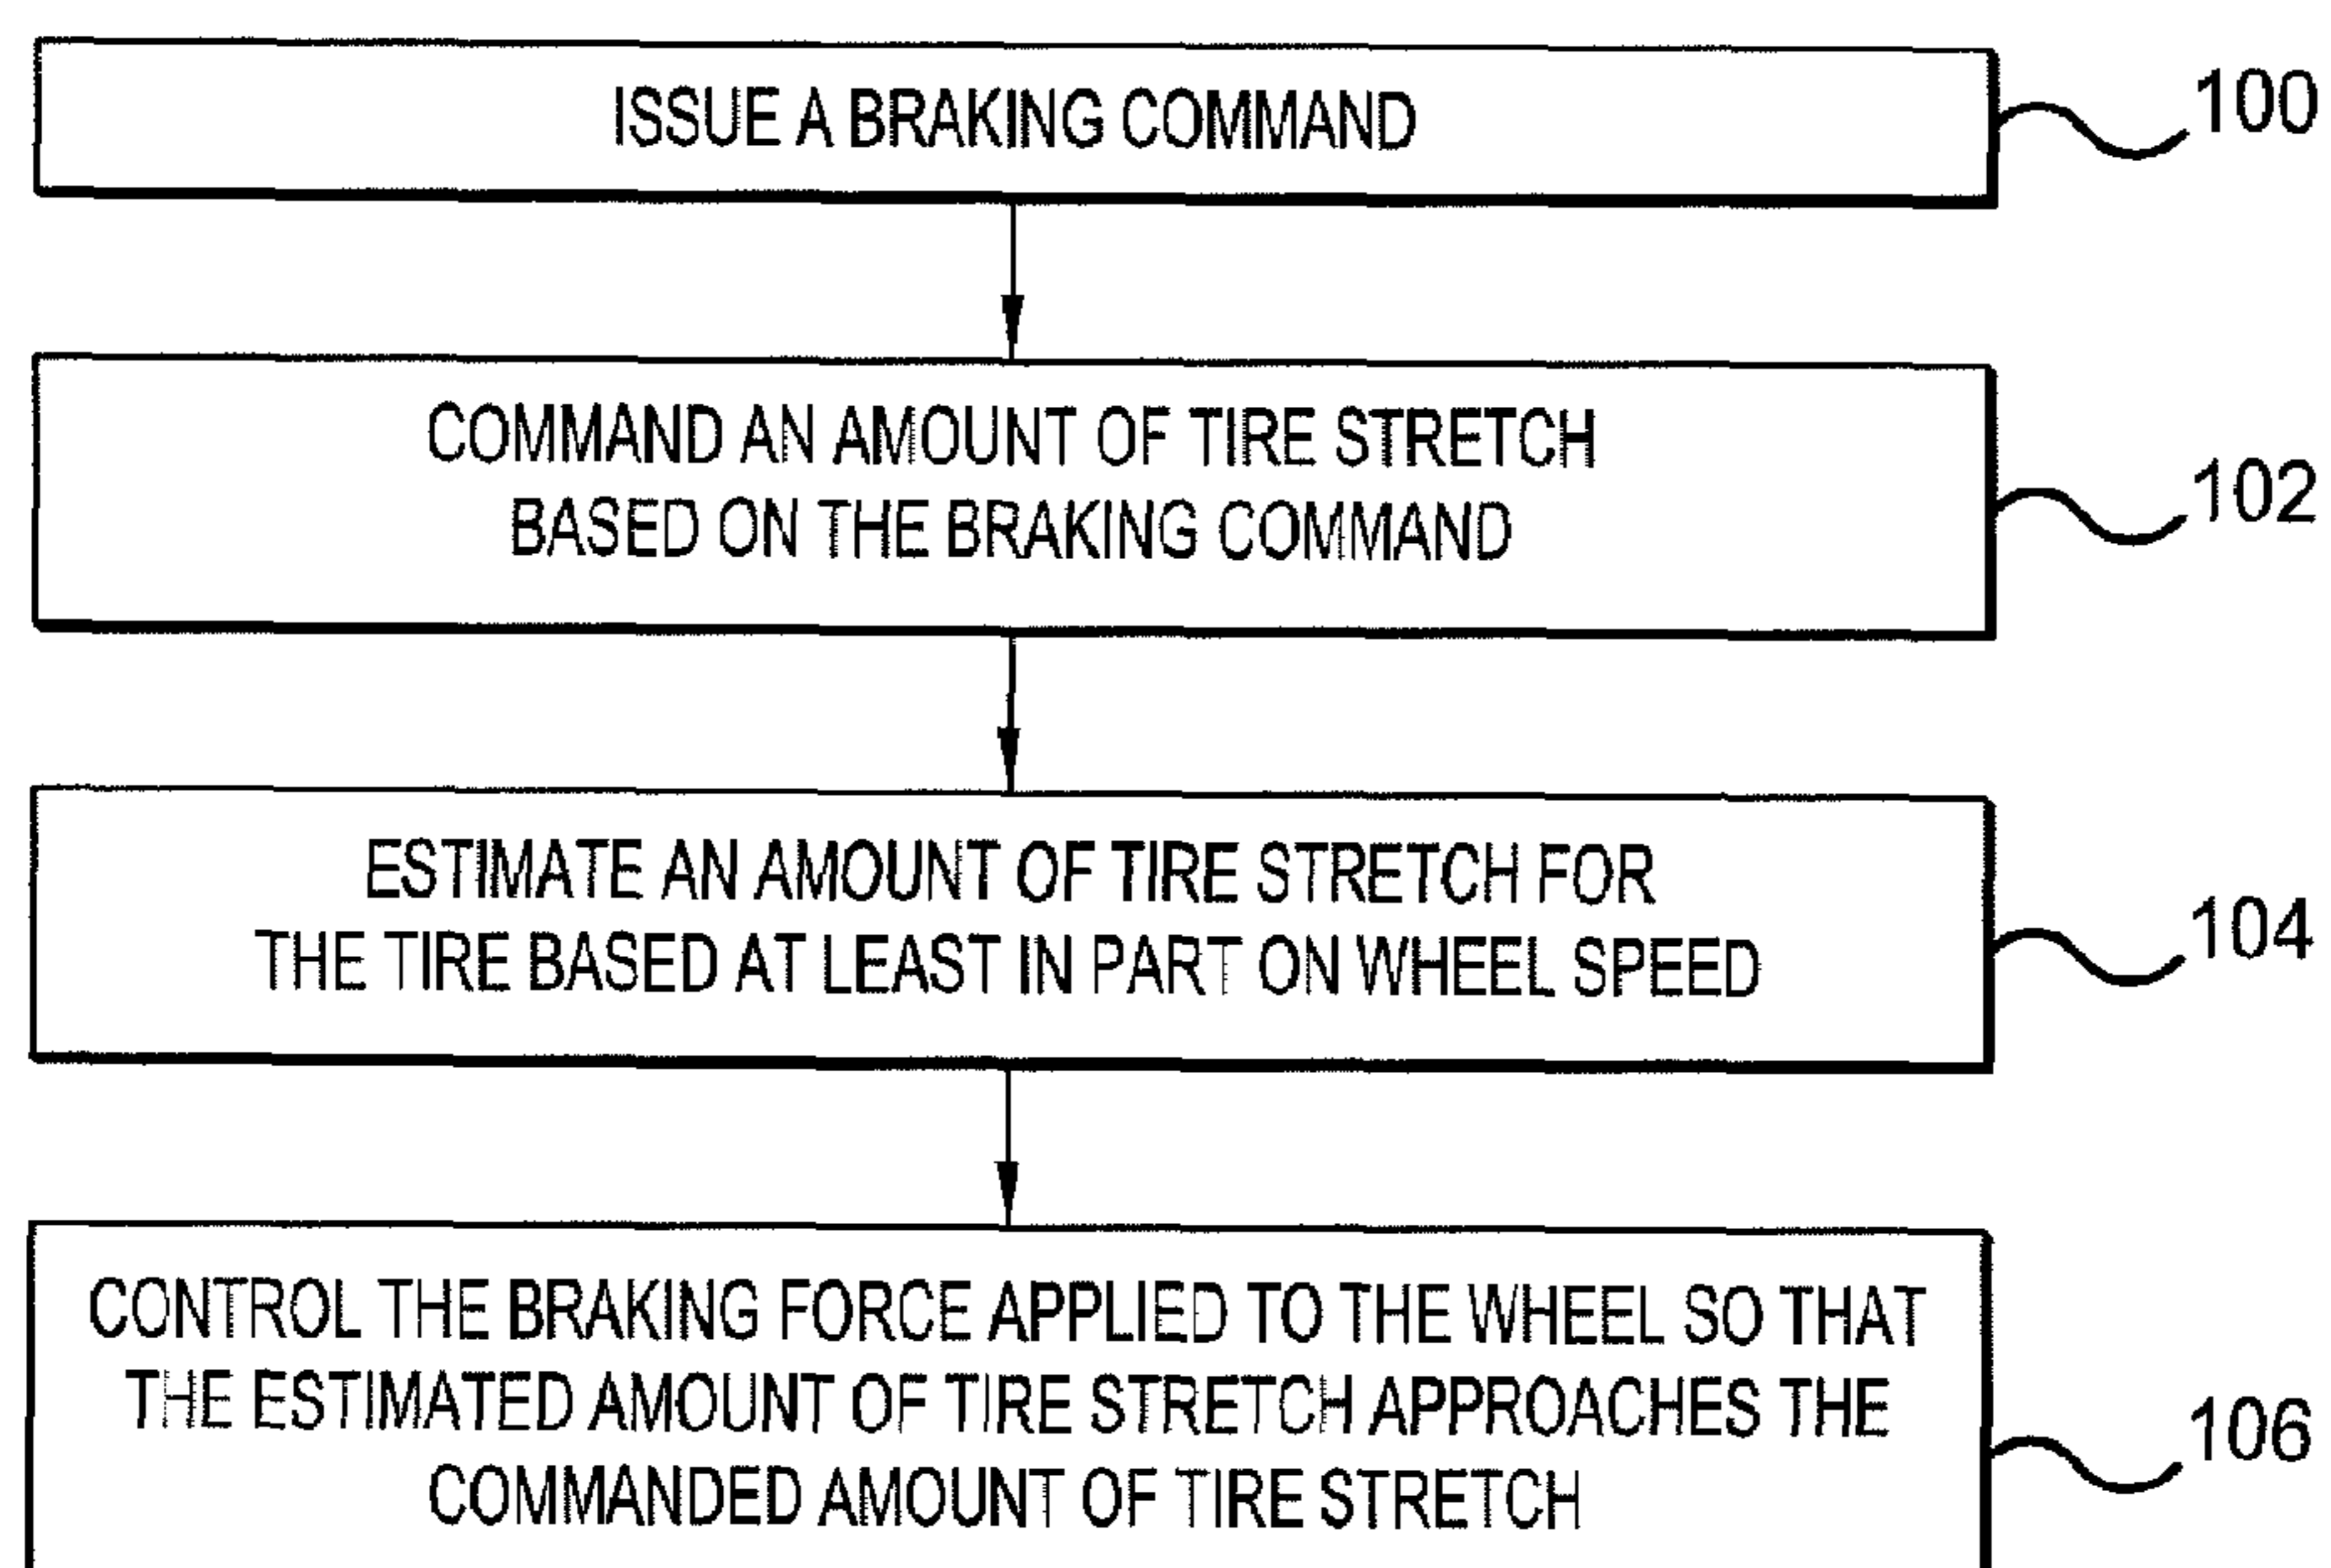 ISSUE A BRAKING COMMAND
100
COMMAND AN AMOUNT OF TIRE STRETCH
BASED ON THE BRAKING COMMAND
102
ESTIMATE AN AMOUNT OF TIRE STRETCH FOR
THE TIRE BASED AT LEAST IN PART ON WHEEL SPEED
104
CONTROL THE BRAKING FORCE APPLIED TO THE WHEEL SO THAT
THE ESTIMATED AMOUNT OF TIRE STRETCH APPROACHES THE
COMMANDED AMOUNT OF TIRE STRETCH
106